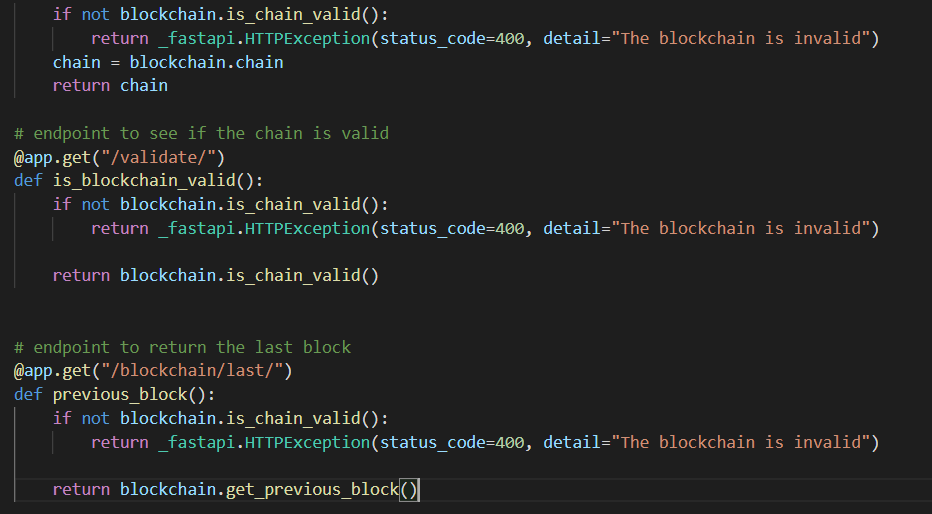 if not blockchain.is_chain_valid():
return _fastapi.HTTPException(status_code=400, detail="The blockchain is invalid")
chain = blockchain.chain
return chain
# endpoint to see if the chain is valid
@app.get("/validate/")
def is_blockchain_valid():
if not blockchain.is_chain_valid():
return _fastapi.HTTPException(status_code=400, detail="The blockchain is invalid")
return blockchain.is_chain_valid()
# endpoint to return the last block
@app.get("/blockchain/last/")
def previous_block():
if not blockchain.is_chain_valid():
return _fastapi.HTTPException(status_code=400, detail="The blockchain is invalid")
return blockchain.get_previous_block()